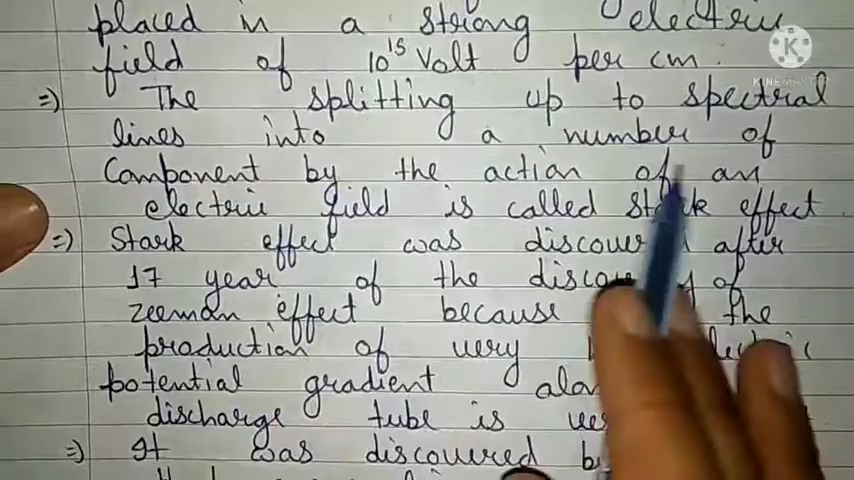 placed in a strong electric
field of 10^15 Volt per cm.
K
KINEMASTER
=) The splitting up to spectral
lines into a number of
Component by the action of an
electric field is called Stark effect.
=) Stark effect was discovered after
17 year of the discovery of
zeeman effect because the
production of very electric
potential gradient
discharge tube is
=) It was discovered